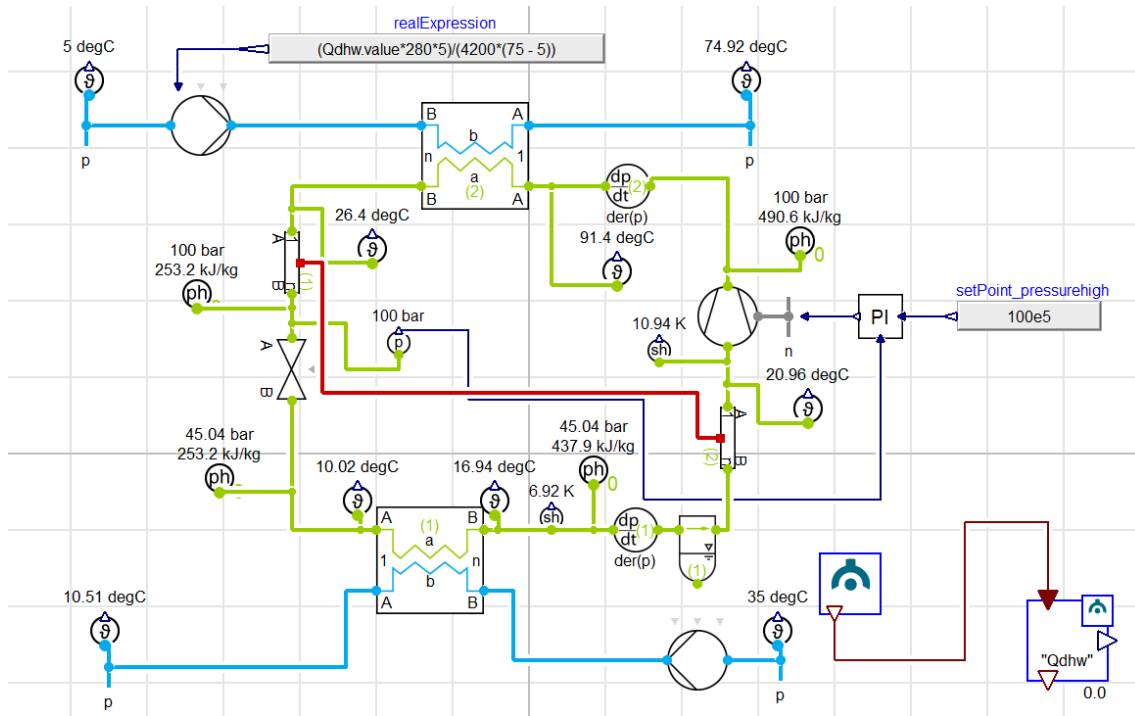 realExpression
5 degC
(Qdhw.value*280*5)/(4200*(75 - 5))
74.92 degC
ϑ
ϑ
B
A
b
p
n
1
p
a
(2)
B
A
dp
dt
(2)
der(p)
100 bar
490.6 kJ/kg
26.4 degC
ϑ
91.4 degC
ϑ
ph
0
A
1
(1)
B
n
100 bar
253.2 kJ/kg
ph
setPoint_pressurehigh
100 bar
p
10.94 K
sh
n
PI
100e5
A
B
20.96 degC
ϑ
A
1
(2)
B
n
45.04 bar
253.2 kJ/kg
ph
45.04 bar
437.9 kJ/kg
ph
0
10.02 degC
ϑ
16.94 degC
ϑ
6.92 K
sh
A
(1)
B
a
1
n
b
A
B
dp
dt
(1)
der(p)
(1)
10.51 degC
ϑ
p
35 degC
ϑ
p
"Qdhw"
0.0